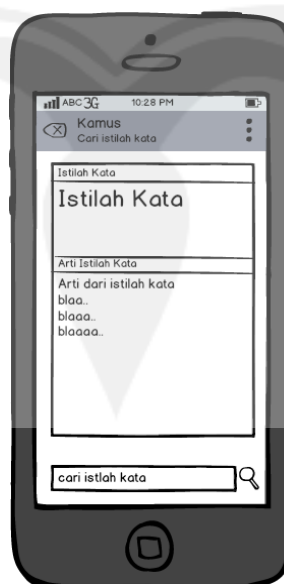 ABC 3G 10:28 PM
Kamus
Cari istilah kata
Istilah Kata
Istilah Kata
Arti Istilah Kata
Arti dari istilah kata
blaa..
blaaa..
blaaaa..
cari istlah kata